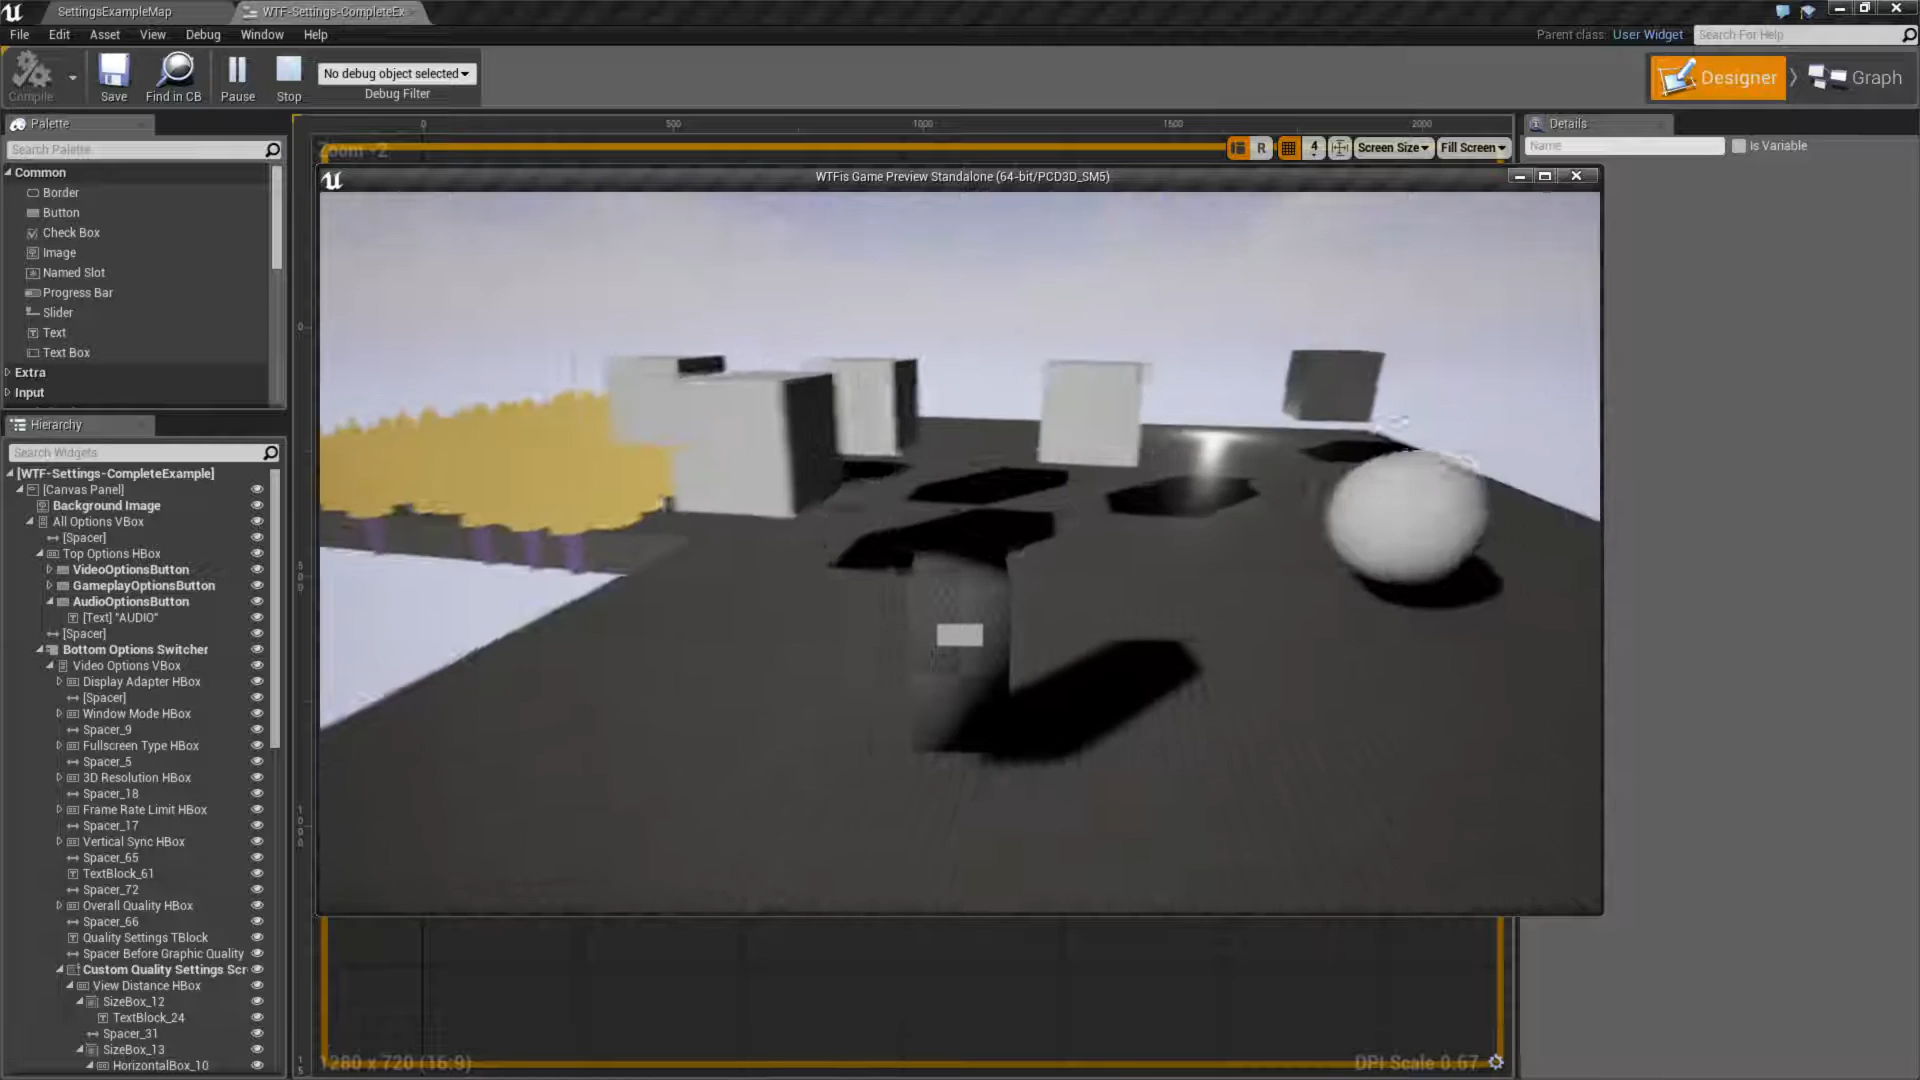 SettingsExampleMap
WTF-Settings-CompleteEx
File Edit Asset View Debug Window Help
Parent class: User Widget
Search For Help
Compile
Save
Find in CB
Pause
Stop
No debug object selected
Debug Filter
Designer
Graph
Palette
Search Palette
Common
Border
Button
Check Box
Image
Named Slot
Progress Bar
Slider
Text
Text Box
Extra
Input
Hierarchy
Search Widgets
[WTF-Settings-CompleteExample]
[Canvas Panel]
Background Image
All Options VBox
[Spacer]
Top Options HBox
VideoOptionsButton
GameplayOptionsButton
AudioOptionsButton
[Text] "AUDIO"
[Spacer]
Bottom Options Switcher
Video Options VBox
Display Adapter HBox
[Spacer]
Window Mode HBox
Spacer_9
Fullscreen Type HBox
Spacer_5
3D Resolution HBox
Spacer_18
Frame Rate Limit HBox
Spacer_17
Vertical Sync HBox
Spacer_65
TextBlock_61
Spacer_72
Overall Quality HBox
Spacer_66
Quality Settings TBlock
Spacer Before Graphic Quality
Custom Quality Settings Scr
View Distance HBox
SizeBox_12
TextBlock_24
Spacer_31
SizeBox_13
HorizontalBox_10
0 500 1000 1500 2000
Zoom -2
R
4
Screen Size
Fill Screen
WTFis Game Preview Standalone (64-bit/PCD3D_SM5)
1280 x 720 (16:9)
DPI Scale 0.67
Details
Name
Is Variable